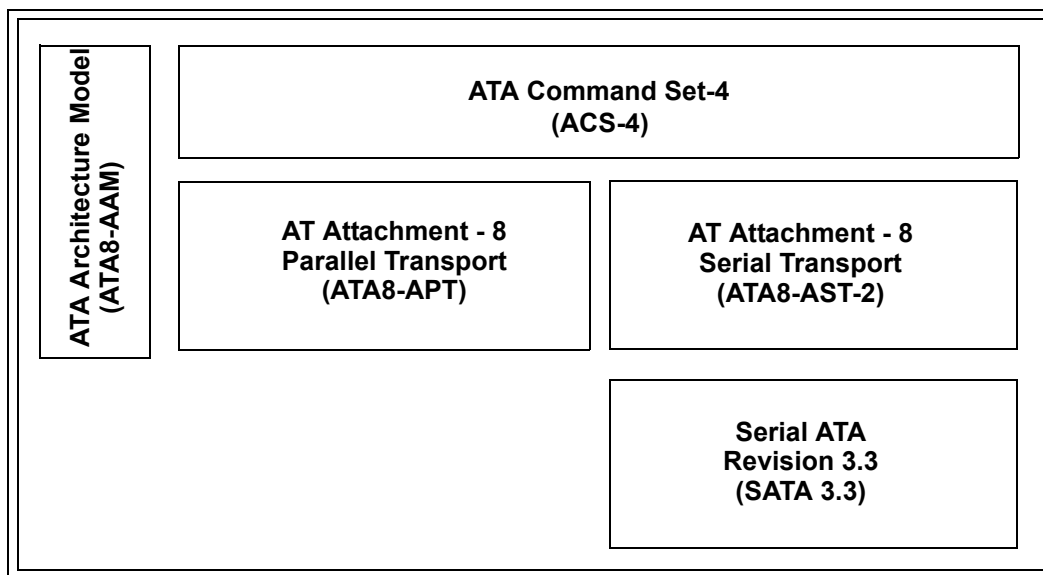 ATA Architecture Model
(ATA8-AAM)
ATA Command Set-4
(ACS-4)
AT Attachment - 8
Parallel Transport
(ATA8-APT)
AT Attachment - 8
Serial Transport
(ATA8-AST-2)
Serial ATA
Revision 3.3
(SATA 3.3)